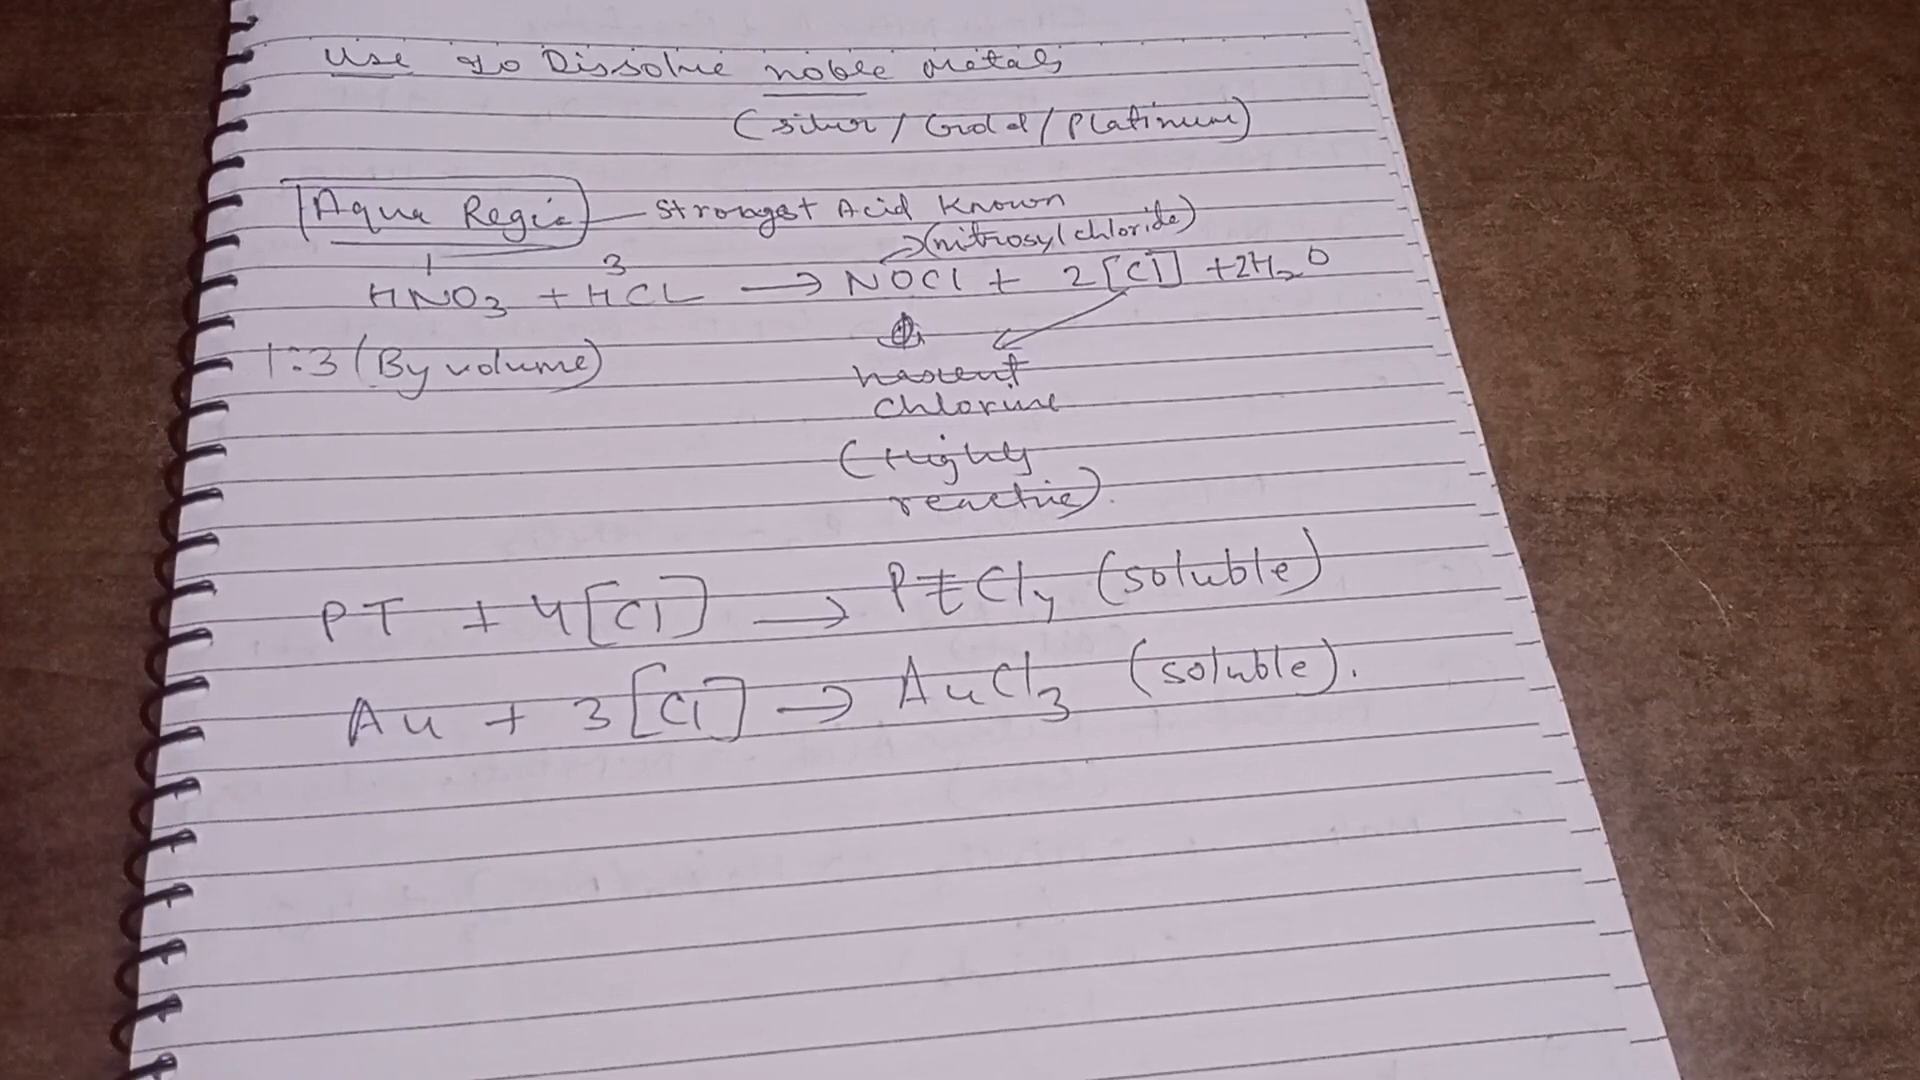 Use to Dissolve noble metals
(silver / Gold / Platinum)
Aqua Regia — Strongest Acid Known
→(nitrosyl chloride)
1 3
HNO3 + HCL → NOCl + 2[Cl] + 2H2O
1:3 (By volume)
nascent
chlorine
(Highly
reactive).
PT + 4[Cl] → PtCl4 (soluble)
Au + 3[Cl] → AuCl3 (soluble).